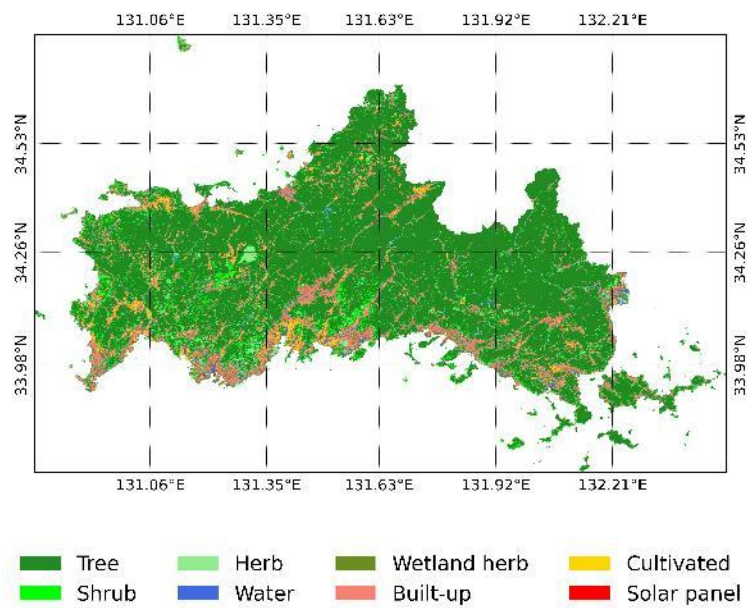 131.06°E 131.35°E 131.63°E 131.92°E 132.21°E
34.53°N 34.53°N
34.26°N 34.26°N
33.98°N 33.98°N
131.06°E 131.35°E 131.63°E 131.92°E 132.21°E
Tree Herb Wetland herb Cultivated
Shrub Water Built-up Solar panel